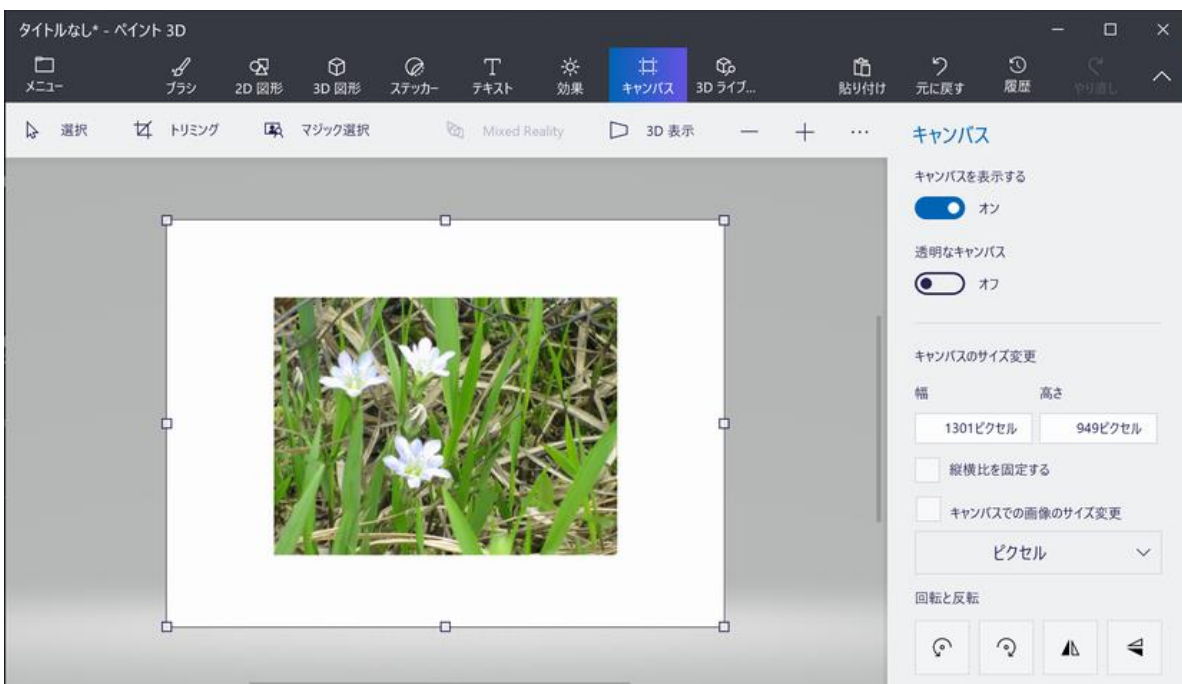 タイトルなし* - ペイント 3D
メニュー ブラシ 2D 図形 3D 図形 ステッカー テキスト 効果 キャンバス 3D ライブ... 貼り付け 元に戻す 履歴 やり直し
選択 トリミング マジック選択 Mixed Reality 3D 表示 ...
キャンバス
キャンバスを表示する
オン
透明なキャンバス
オフ
キャンバスのサイズ変更
幅 高さ
1301ピクセル 949ピクセル
縦横比を固定する
キャンバスでの画像のサイズ変更
ピクセル
回転と反転